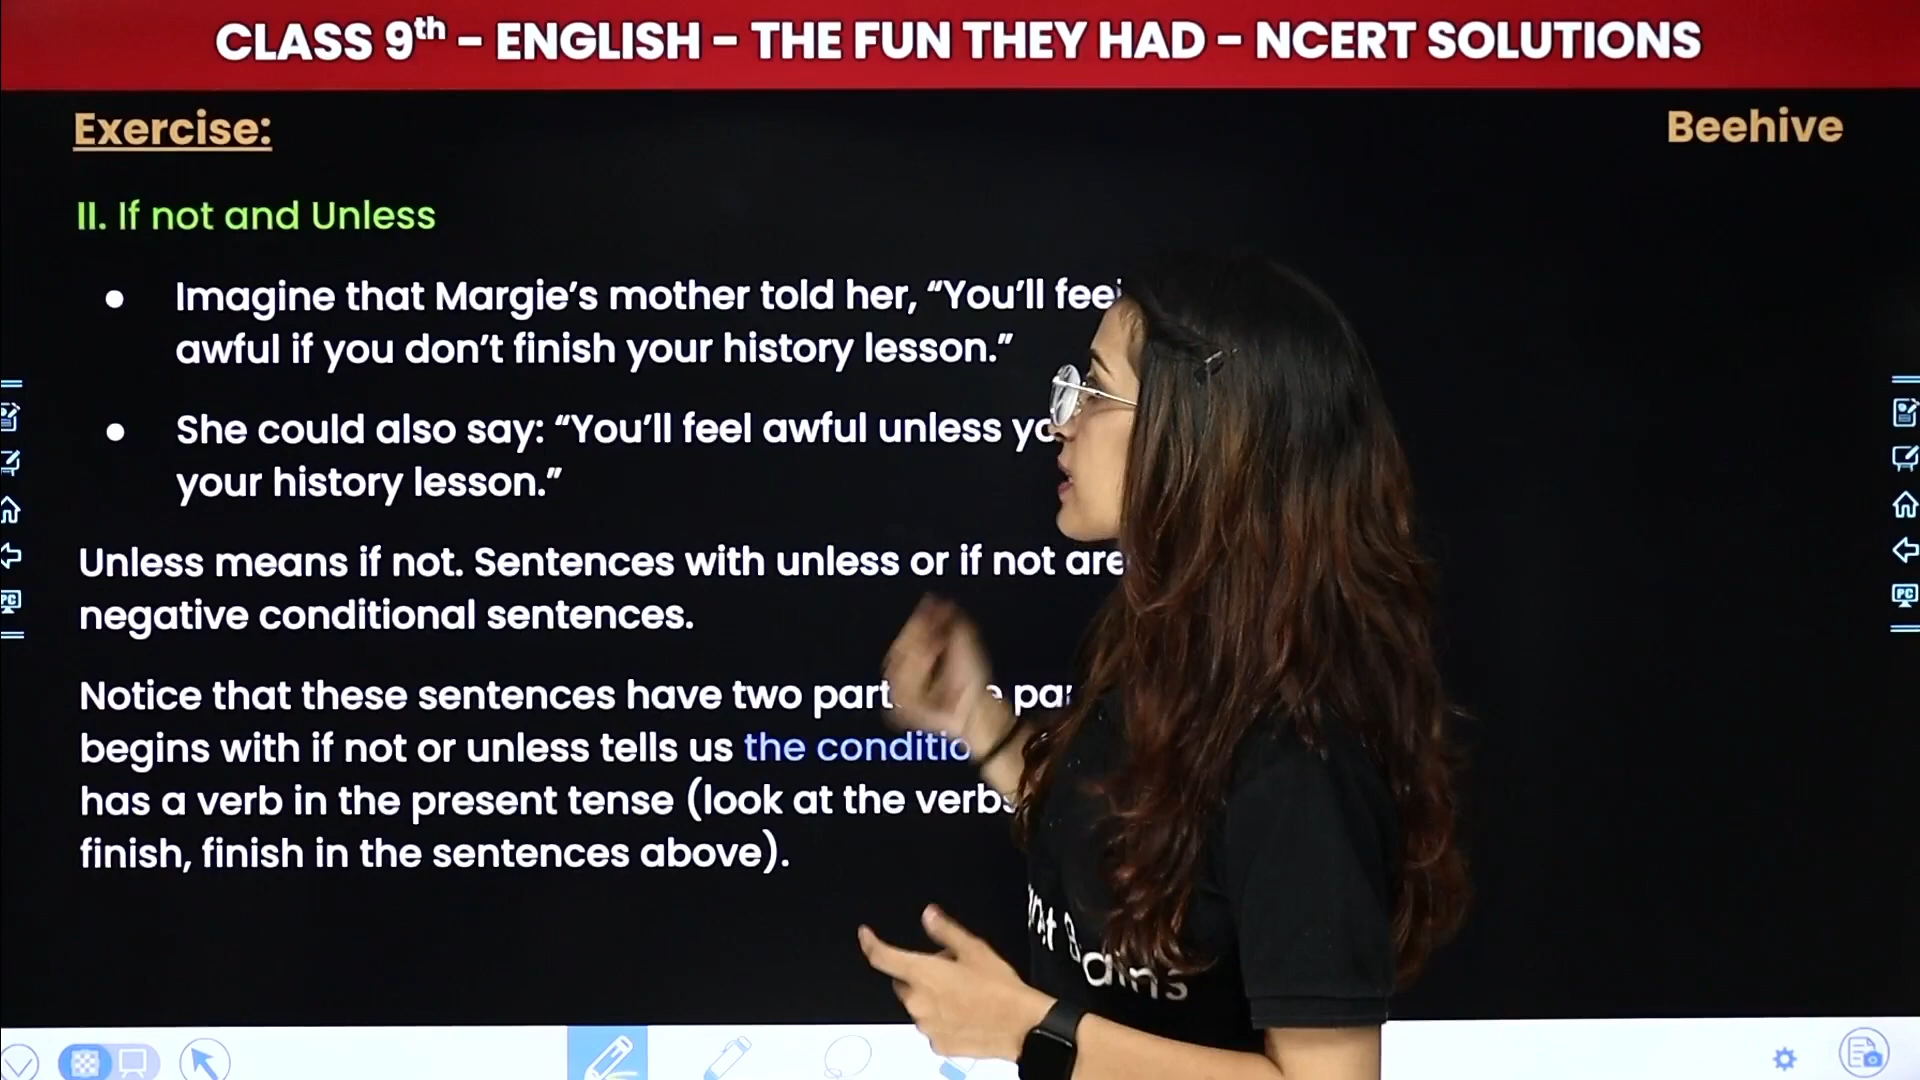 CLASS 9th - ENGLISH - THE FUN THEY HAD - NCERT SOLUTIONS
Exercise:
Beehive
II. If not and Unless
● Imagine that Margie's mother told her, “You'll feel
awful if you don't finish your history lesson.”
● She could also say: “You'll feel awful unless
your history lesson.”
Unless means if not. Sentences with unless or if not are
negative conditional sentences.
Notice that these sentences have two
begins with if not or unless tells us the
has a verb in the present tense (look at the
finish, finish in the sentences above).
PC
PC